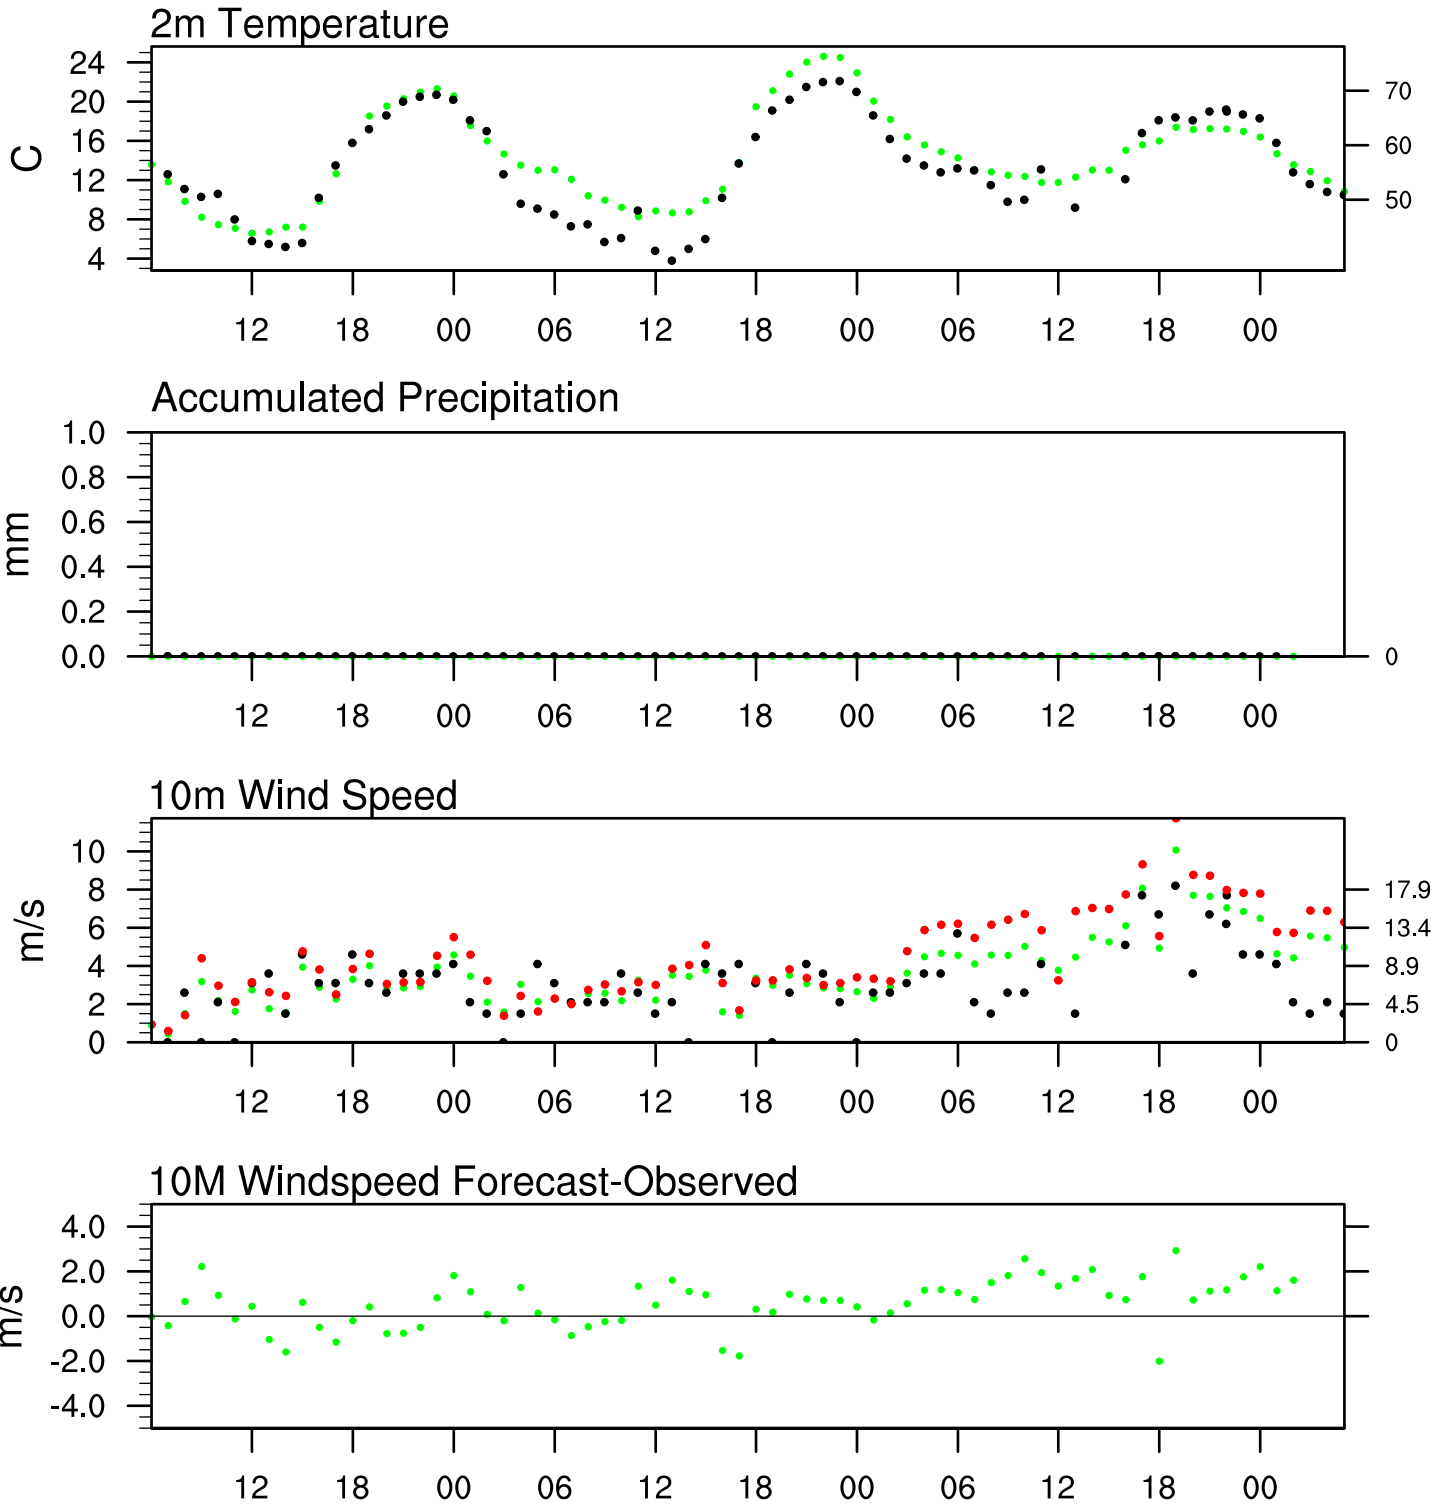 2m Temperature
C
24
20
16
12
8
4
70
60
50
12 18 00 06 12 18 00 06 12 18 00
Accumulated Precipitation
mm
1.0
0.8
0.6
0.4
0.2
0.0
0
12 18 00 06 12 18 00 06 12 18 00
10m Wind Speed
m/s
10
8
6
4
2
0
17.9
13.4
8.9
4.5
0
12 18 00 06 12 18 00 06 12 18 00
10M Windspeed Forecast-Observed
m/s
4.0
2.0
0.0
-2.0
-4.0
12 18 00 06 12 18 00 06 12 18 00